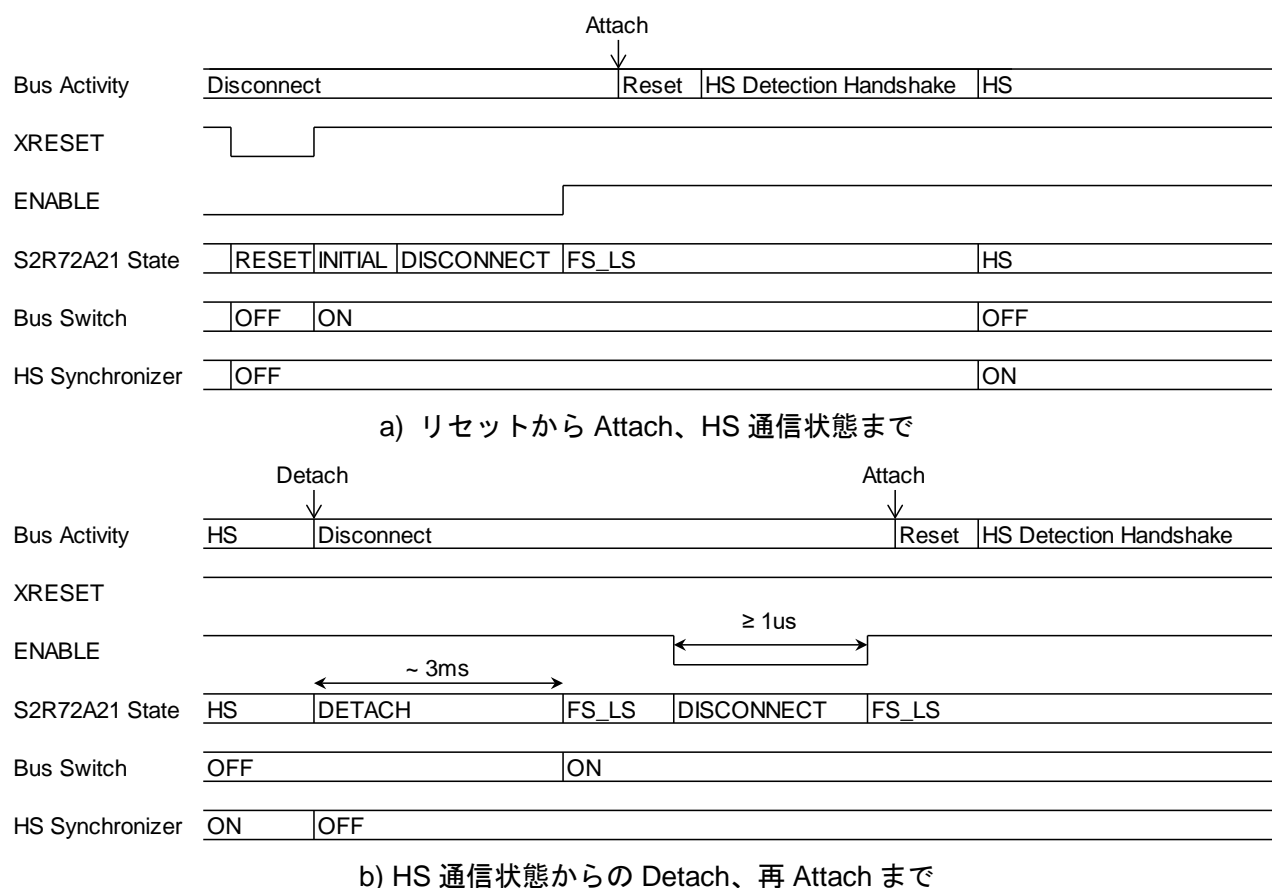 Attach
Bus Activity Disconnect Reset HS Detection Handshake HS
XRESET
ENABLE
S2R72A21 State RESET INITIAL DISCONNECT FS_LS HS
Bus Switch OFF ON OFF
HS Synchronizer OFF ON
a) リセットから Attach、HS 通信状態まで
Detach Attach
Bus Activity HS Disconnect Reset HS Detection Handshake
XRESET
≥ 1us
ENABLE
~ 3ms
S2R72A21 State HS DETACH FS_LS DISCONNECT FS_LS
Bus Switch OFF ON
HS Synchronizer ON OFF
b) HS 通信状態からの Detach、再 Attach まで